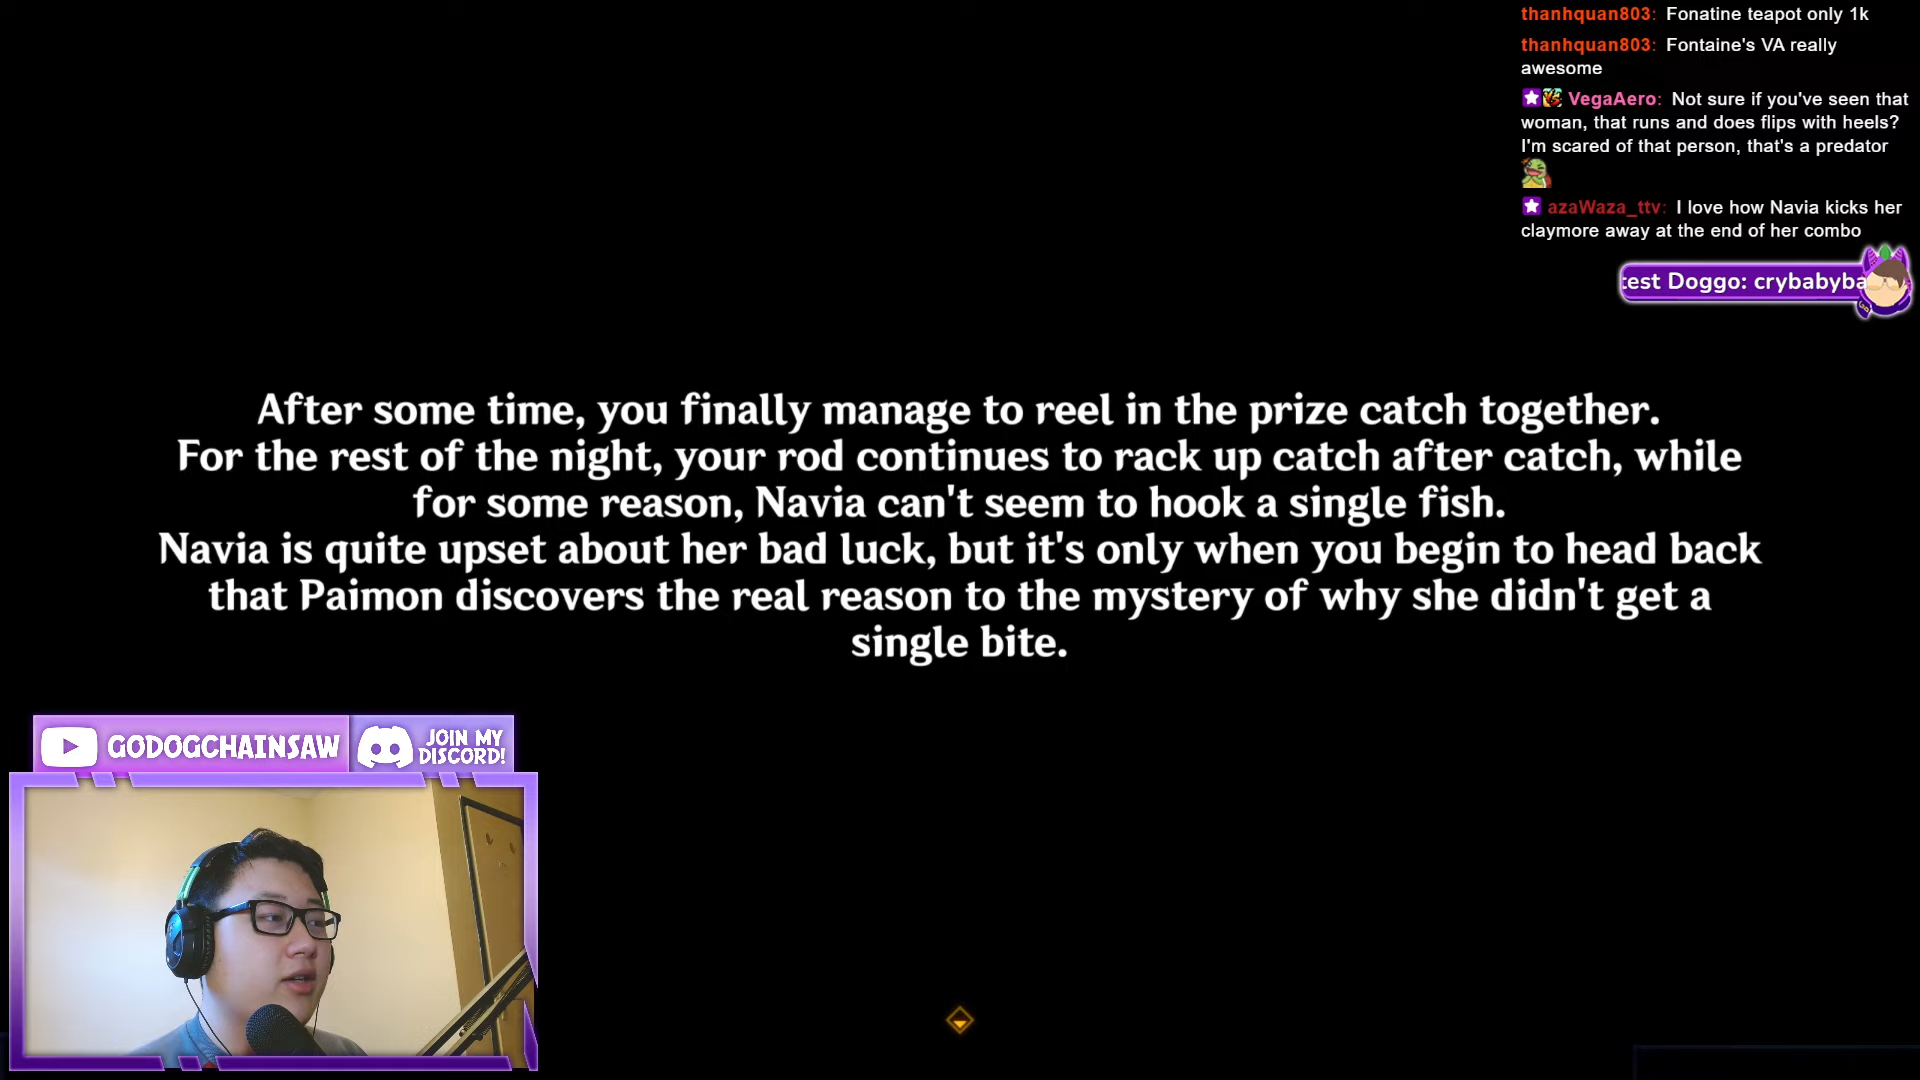 thanhquan803: Fonatine teapot only 1k
thanhquan803: Fontaine's VA really
awesome
VegaAero: Not sure if you've seen that
woman, that runs and does flips with heels?
I'm scared of that person, that's a predator
azaWaza_ttv: I love how Navia kicks her
claymore away at the end of her combo
test Doggo: crybabyba
After some time, you finally manage to reel in the prize catch together.
For the rest of the night, your rod continues to rack up catch after catch, while
for some reason, Navia can't seem to hook a single fish.
Navia is quite upset about her bad luck, but it's only when you begin to head back
that Paimon discovers the real reason to the mystery of why she didn't get a
single bite.
GODOGCHAINSAW
JOIN MY
DISCORD!